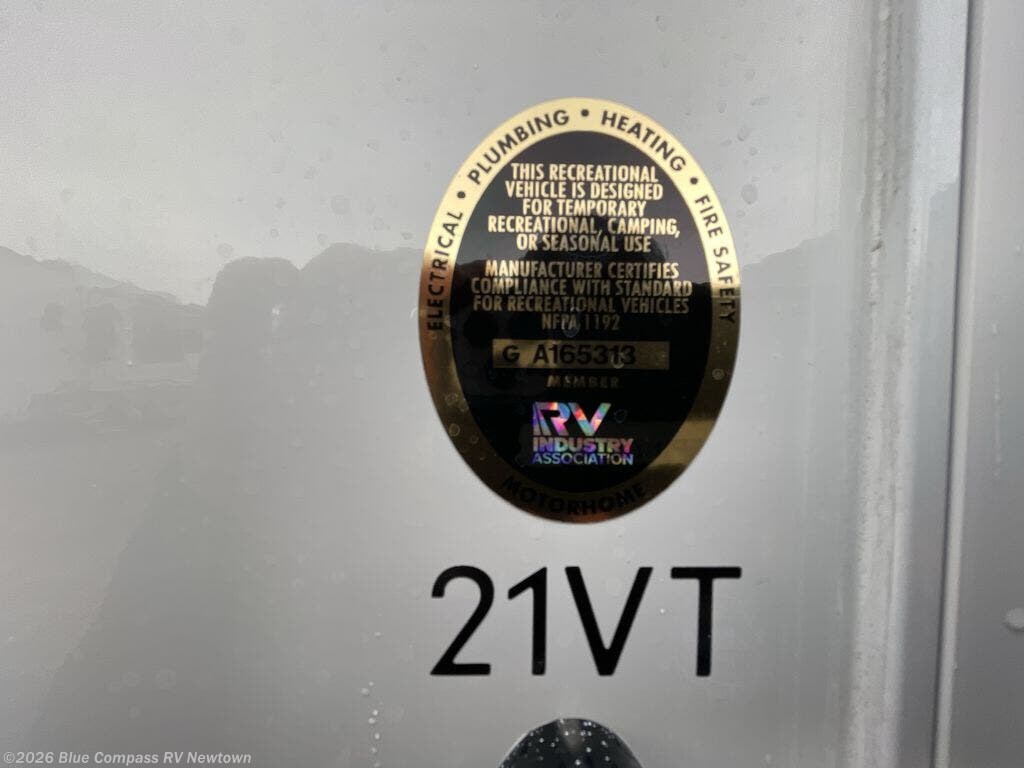 ELECTRICAL • PLUMBING • HEATING • FIRE SAFETY
THIS RECREATIONAL
VEHICLE IS DESIGNED
FOR TEMPORARY
RECREATIONAL, CAMPING,
OR SEASONAL USE
MANUFACTURER CERTIFIES
COMPLIANCE WITH STANDARD
FOR RECREATIONAL VEHICLES
NFPA 1192
G A165313
MEMBER
RV
INDUSTRY
ASSOCIATION
MOTORHOME
21VT
©2026 Blue Compass RV Newtown